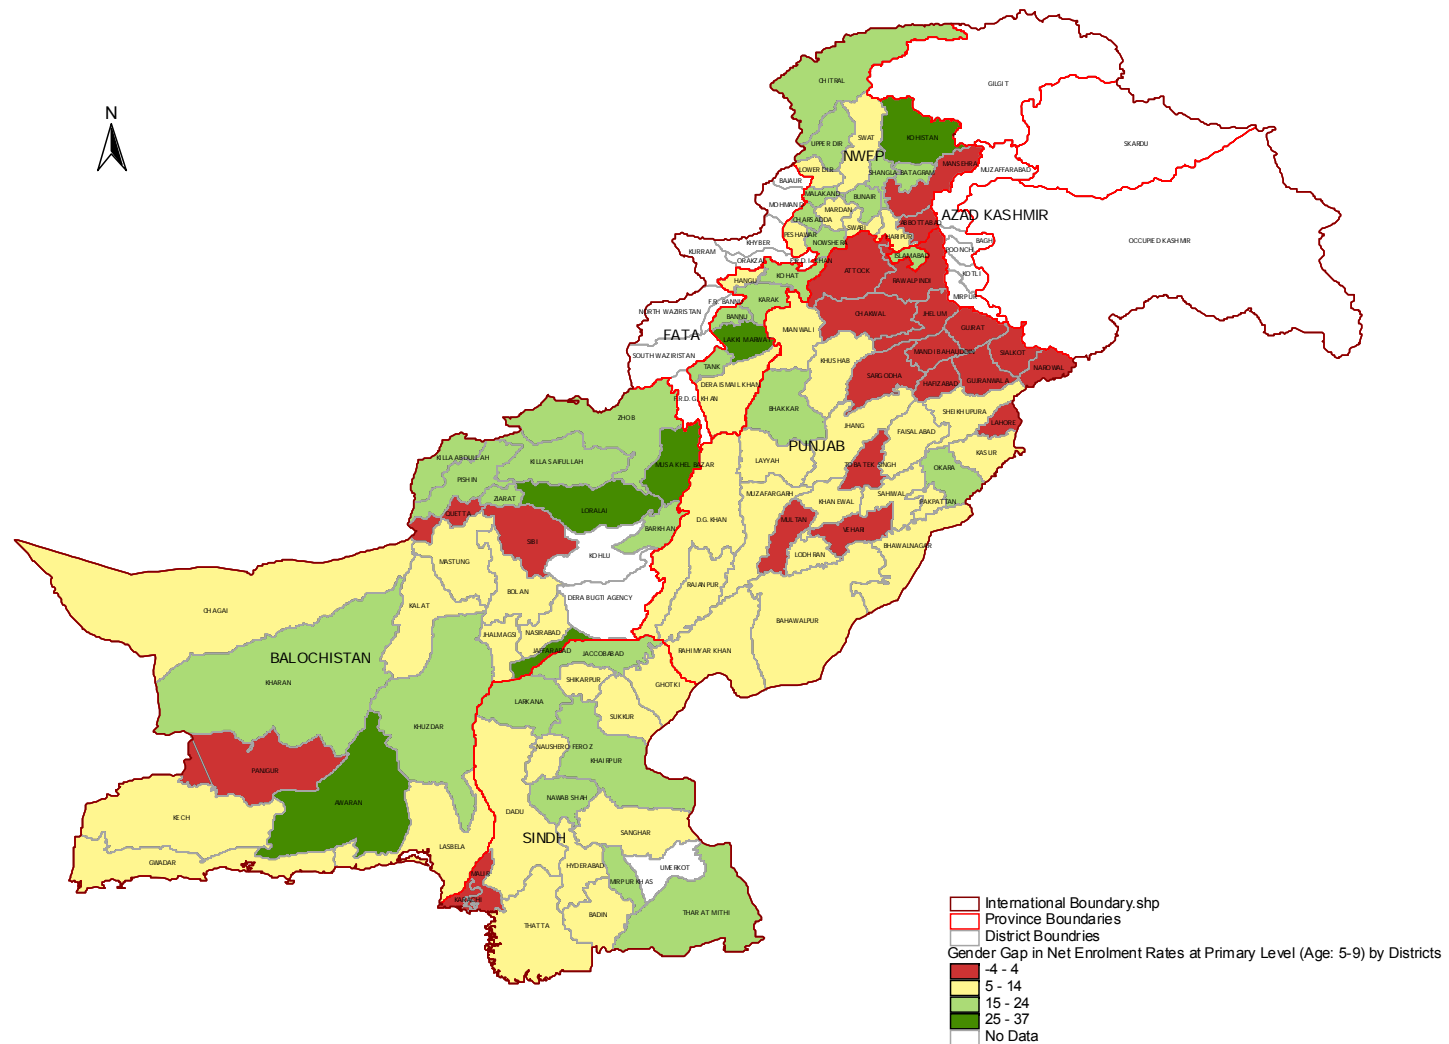 N
CHITRAL
GILGIT
UPPER DIR
SWAT
KOHISTAN
SKARDU
NWFP
LOWER DIR
SHANGLA
BATAGRAM
MANSEHRA
MUZAFFARABAD
BAJAUR
MALAKAND
BUNAIR
MOHMAND
MARDAN
CHARSADDA
SWABI
ABBOTTABAD
AZAD KASHMIR
PESHAWAR
NOWSHERA
HARIPUR
BAGH
OCCUPIED KASHMIR
KHYBER
POONCH
KURRAM
ORAKZAI
ISLAMABAD
KOHAT
ATTOCK
KOTLI
HANGU
RAWALPINDI
MIRPUR
F.R. BANNU
KARAK
NORTH WAZIRISTAN
BANNU
CHAKWAL
JHELUM
FATA
MANWALI
GUJRAT
LAKKI MARWAT
SOUTH WAZIRISTAN
KHUSHAB
MANDI BAHAUDDIN
SIALKOT
TANK
SARGODHA
NAROWAL
DERA ISMAIL KHAN
HAFIZABAD
GUJRANWALA
F.R.D. G. KHAN
BHAKKAR
SHEIKHUPURA
ZHOB
JHANG
LAHORE
FAISALABAD
PUNJAB
KASUR
KILLA ABDULLAH
KILLA SAIFULLAH
MUSA KHEL BAZAR
LAYYAH
TOBA TEK SINGH
OKARA
PISHIN
ZIARAT
MUZAFARGARH
KHANEWAL
SAHIWAL
PAKPATTAN
QUETTA
LORALAI
D.G. KHAN
MULTAN
BARKHAN
VEHARI
SIBI
KOHLU
LODHRAN
BHAWALNAGAR
MASTUNG
RAJANPUR
BOLAN
DERA BUGTI AGENCY
CHAGAI
KALAT
BAHAWALPUR
JHALMAGSI
NASIRABAD
JAFFARABAD
JACCOBABAD
RAHIMYAR KHAN
BALOCHISTAN
KHARAN
SHIKARPUR
GHOTKI
LARKANA
SUKKUR
KHUZDAR
NAUSHERO FEROZ
KHAIRPUR
PANJGUR
AWARAN
NAWAB SHAH
DADU
KECH
SINDH
SANGHAR
LASBELA
GWADAR
HYDERABAD
UMERKOT
MALIR
MIRPUR KHAS
KARACHI
BADIN
THAR AT MITHI
THATTA
International Boundary.shp
Province Boundaries
District Boundries
Gender Gap in Net Enrolment Rates at Primary Level (Age: 5-9) by Districts
-4 - 4
5 - 14
15 - 24
25 - 37
No Data